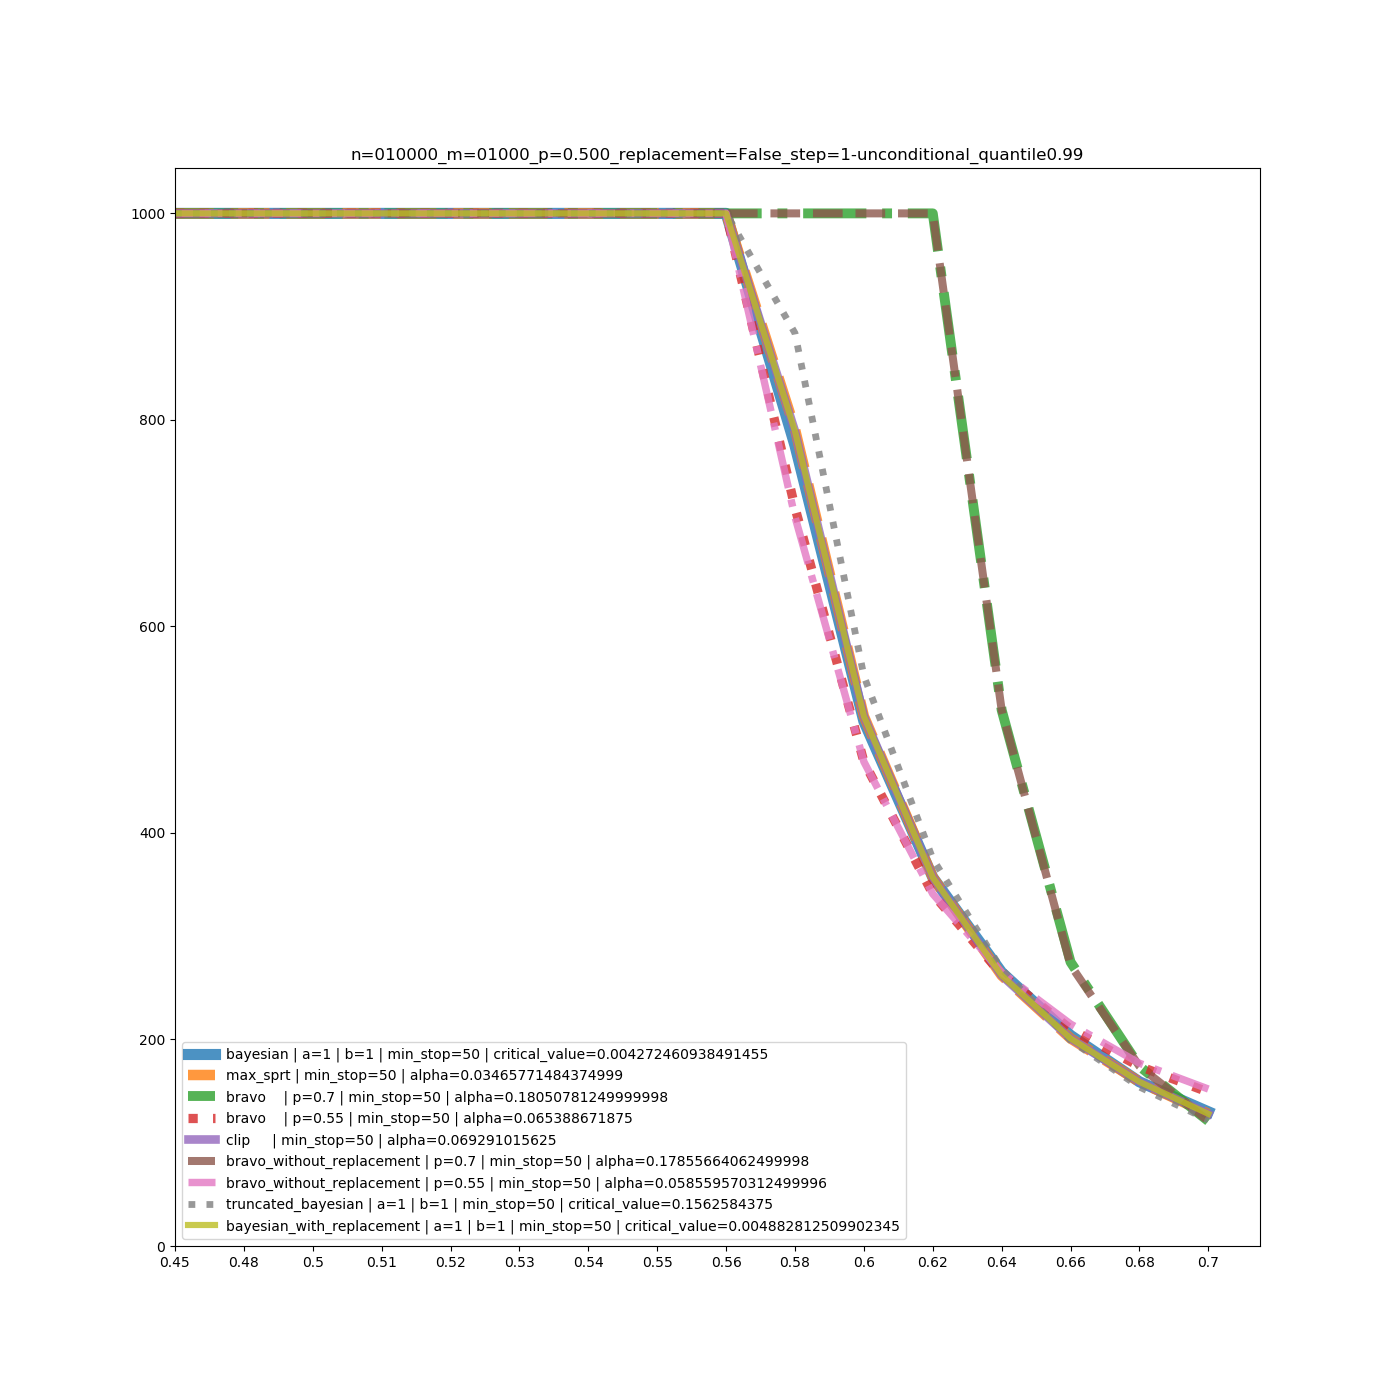 n=010000_m=01000_p=0.500_replacement=False_step=1-unconditional_quantile0.99
1000
800
600
400
200
0
bayesian | a=1 | b=1 | min_stop=50 | critical_value=0.004272460938491455
max_sprt | min_stop=50 | alpha=0.03465771484374999
bravo    | p=0.7 | min_stop=50 | alpha=0.18050781249999998
bravo    | p=0.55 | min_stop=50 | alpha=0.065388671875
clip     | min_stop=50 | alpha=0.069291015625
bravo_without_replacement | p=0.7 | min_stop=50 | alpha=0.17855664062499998
bravo_without_replacement | p=0.55 | min_stop=50 | alpha=0.058559570312499996
truncated_bayesian | a=1 | b=1 | min_stop=50 | critical_value=0.1562584375
bayesian_with_replacement | a=1 | b=1 | min_stop=50 | critical_value=0.004882812509902345
0.45 0.48 0.5 0.51 0.52 0.53 0.54 0.55 0.56 0.58 0.6 0.62 0.64 0.66 0.68 0.7